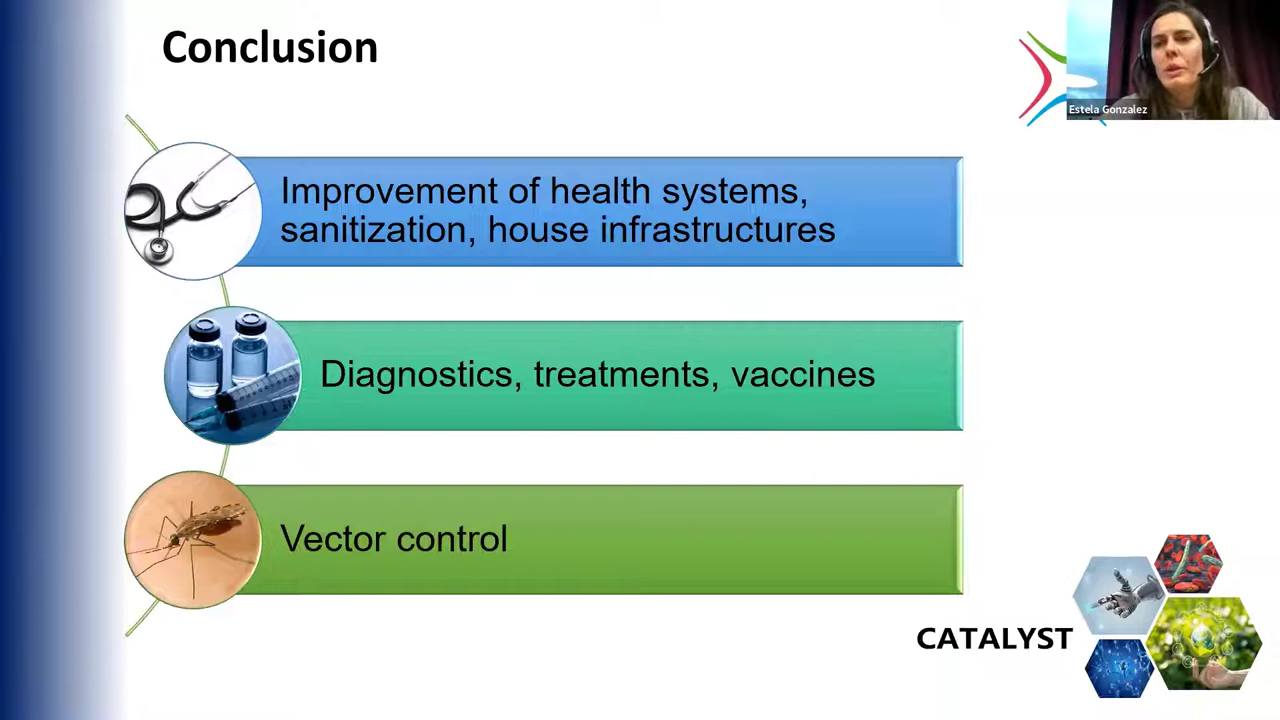 Conclusion
Estela Gonzalez
Improvement of health systems,
sanitization, house infrastructures
Diagnostics, treatments, vaccines
Vector control
CATALYST